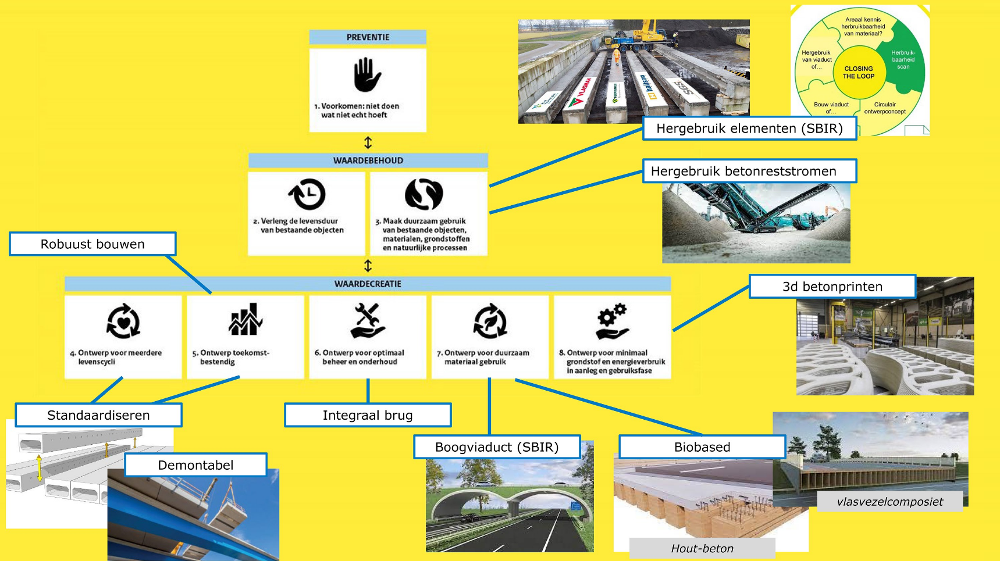 PREVENTIE
1. Voorkomen: niet doen
wat niet echt hoeft
WAARDEBEHOUD
2. Verleng de levensduur
van bestaande objecten
3. Maak duurzaam gebruik
van bestaande objecten,
materialen, grondstoffen
en natuurlijke processen
WAARDECREATIE
4. Ontwerp voor meerdere
levenscycli
5. Ontwerp toekomst-
bestendig
6. Ontwerp voor optimaal
beheer en onderhoud
7. Ontwerp voor duurzaam
materiaal gebruik
8. Ontwerp voor minimaal
grondstof en energieverbruik
in aanleg en gebruiksfase
VLASMAN
haitsma
SGS
Areaal kennis
herbruikbaarheid
van materiaal?
Hergebruik
van viaduct
of...
Herbruik-
baarheid
scan
CLOSING
THE LOOP
Bouw viaduct
of...
Circulair
ontwerpconcept
Hergebruik elementen (SBIR)
Hergebruik betonreststromen
Robuust bouwen
3d betonprinten
Standaardiseren
Demontabel
Integraal brug
Boogviaduct (SBIR)
Biobased
vlasvezelcomposiet
Hout-beton